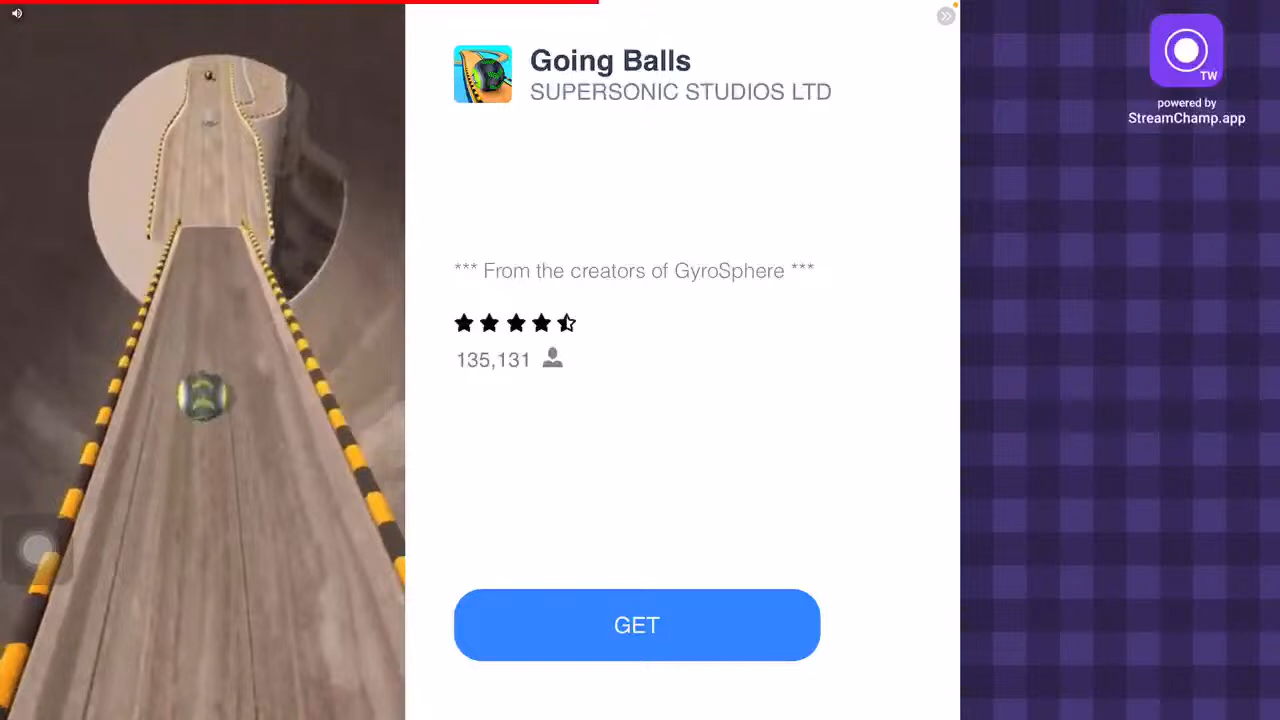 Going Balls
SUPERSONIC STUDIOS LTD
*** From the creators of GyroSphere ***
135,131
GET
TW
powered by
StreamChamp.app